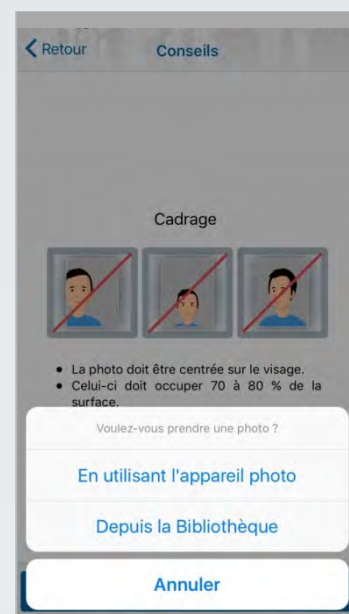 Retour
Conseils
Cadrage
• La photo doit être centrée sur le visage.
• Celui-ci doit occuper 70 à 80 % de la
surface.
Voulez-vous prendre une photo ?
En utilisant l'appareil photo
Depuis la Bibliothèque
Annuler